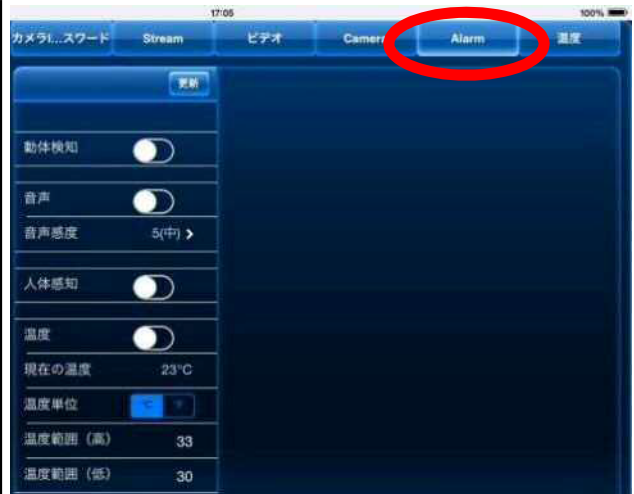 17:05 100%
カメラI...スワード Stream ビデオ Camera Alarm 温度
更新
動体検知
音声
音声感度 5(中)
人体感知
温度
現在の温度 23°C
温度単位 °C °F
温度範囲（高） 33
温度範囲（低） 30